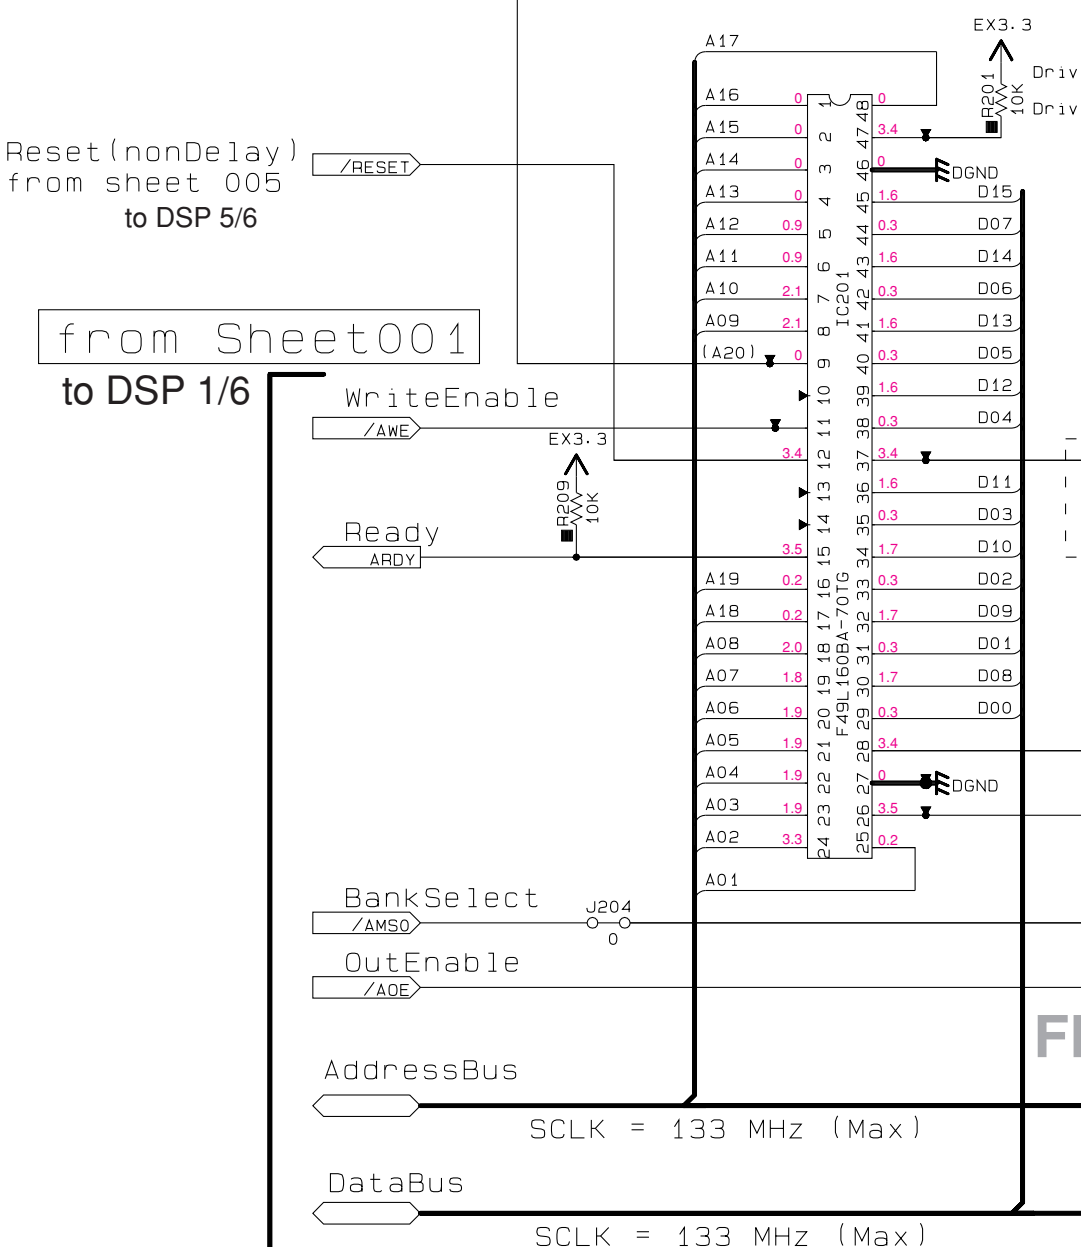 EX3.3
Driv
Driv
R201
10K
A17
A16 0 1 48 0
A15 0 2 47 3.4
A14 0 3 46 0 DGND
A13 0 4 45 1.6 D15
A12 0.9 5 44 0.3 D07
A11 0.9 6 43 1.6 D14
A10 2.1 7 42 0.3 D06
A09 2.1 8 41 1.6 D13
(A20) 0 9 40 0.3 D05
10 39 1.6 D12
11 38 0.3 D04
3.4 12 37 3.4
13 36 1.6 D11
14 35 0.3 D03
3.5 15 34 1.7 D10
A19 0.2 16 33 0.3 D02
A18 0.2 17 32 1.7 D09
A08 2.0 18 31 0.3 D01
A07 1.8 19 30 1.7 D08
A06 1.9 20 29 0.3 D00
A05 1.9 21 28 3.4
A04 1.9 22 27 0 DGND
A03 1.9 23 26 3.5
A02 3.3 24 25 0.2
A01
IC201
F49L160BA-70TG
Reset(nonDelay)
from sheet 005
to DSP 5/6
/RESET
from Sheet001
to DSP 1/6
WriteEnable
/AWE
EX3.3
R209
10K
Ready
ARDY
BankSelect
/AMS0
J204
0
OutEnable
/AOE
AddressBus
SCLK = 133 MHz (Max)
DataBus
SCLK = 133 MHz (Max)